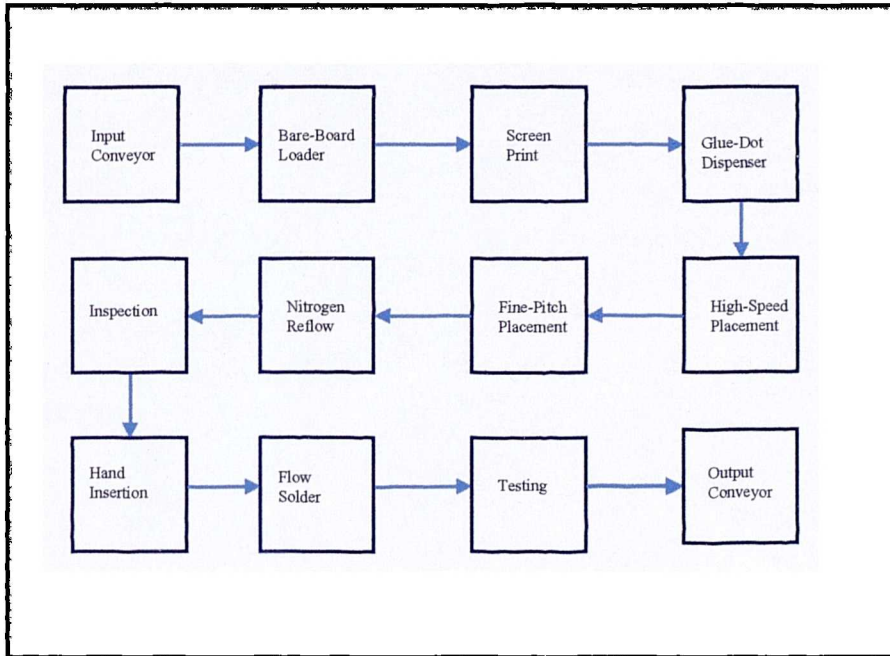 Input
Conveyor
Bare-Board
Loader
Screen
Print
Glue-Dot
Dispenser
Inspection
Nitrogen
Reflow
Fine-Pitch
Placement
High-Speed
Placement
Hand
Insertion
Flow
Solder
Testing
Output
Conveyor